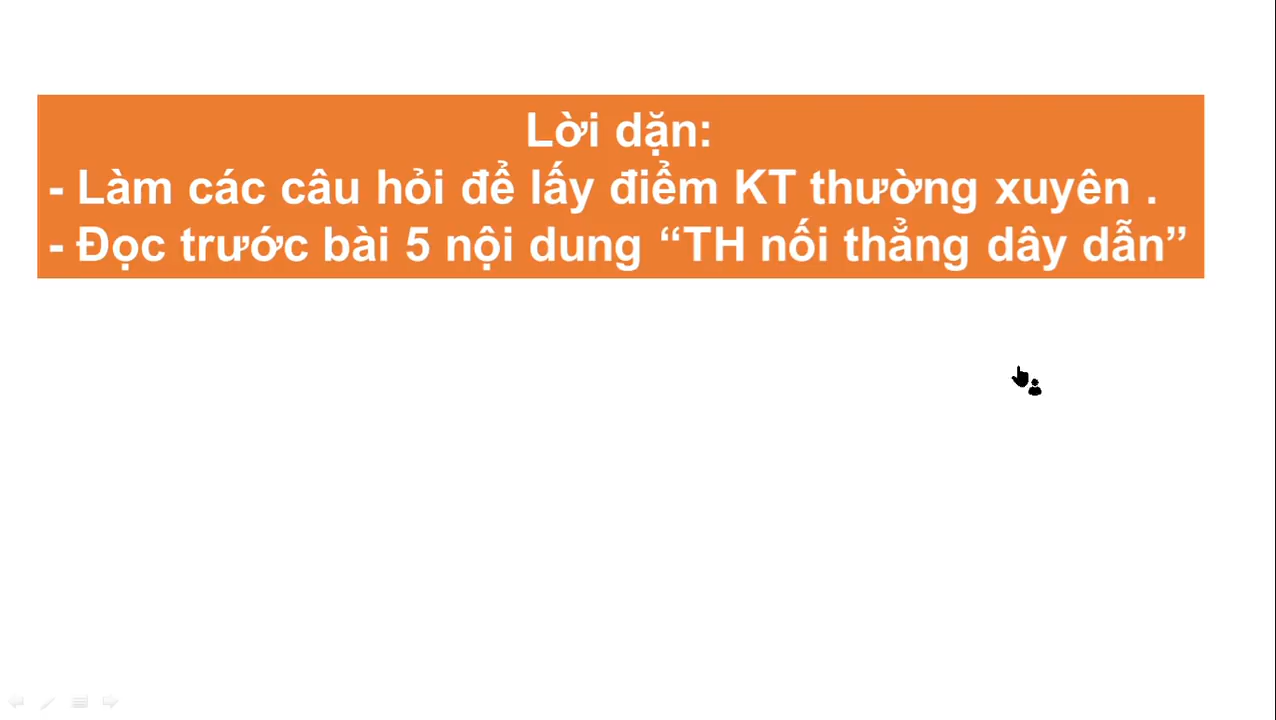 Lời dặn:
- Làm các câu hỏi để lấy điểm KT thường xuyên .
- Đọc trước bài 5 nội dung “TH nối thẳng dây dẫn”